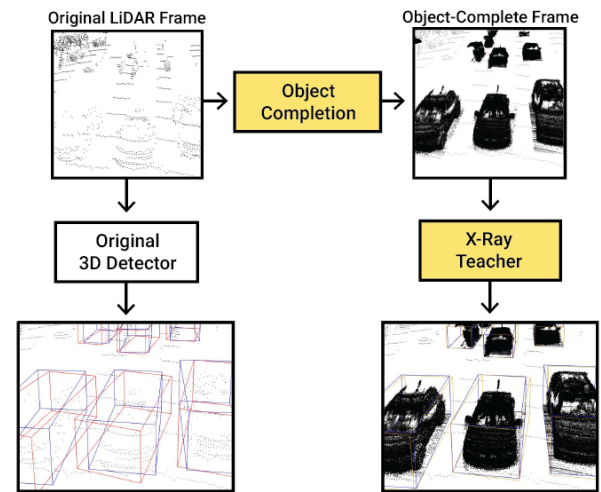 Original LiDAR Frame
Object-Complete Frame
Object
Completion
Original
3D Detector
X-Ray
Teacher